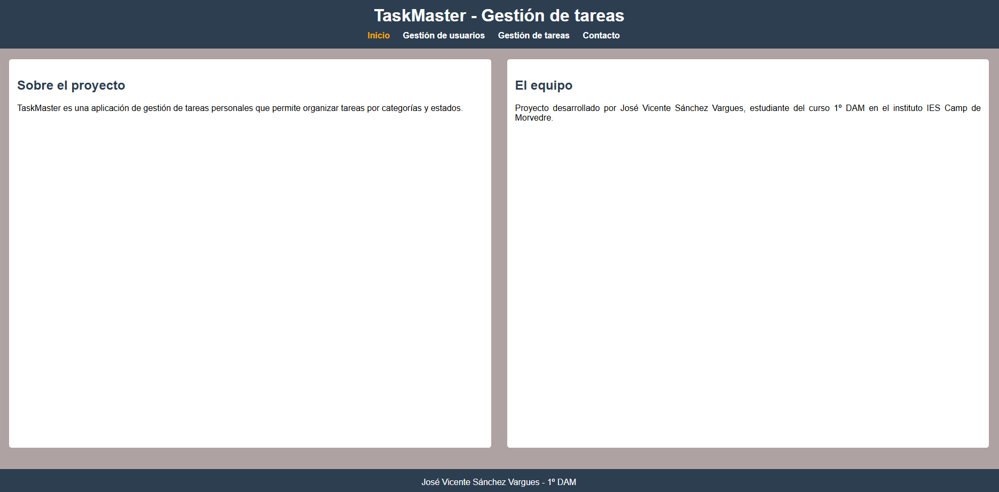 TaskMaster - Gestión de tareas
Inicio Gestión de usuarios Gestión de tareas Contacto
Sobre el proyecto
TaskMaster es una aplicación de gestión de tareas personales que permite organizar tareas por categorías y estados.
El equipo
Proyecto desarrollado por José Vicente Sánchez Vargues, estudiante del curso 1º DAM en el instituto IES Camp de
Morvedre.
José Vicente Sánchez Vargues - 1º DAM